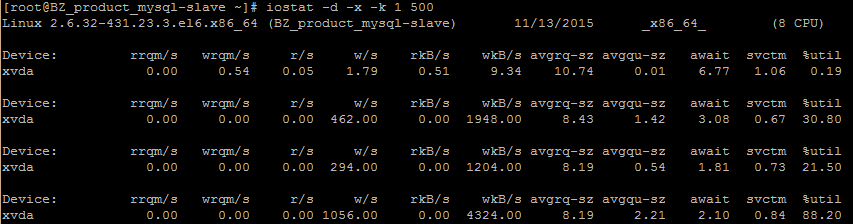 [root@BZ_product_mysql-slave ~]# iostat -d -x -k 1 500
Linux 2.6.32-431.23.3.el6.x86_64 (BZ_product_mysql-slave) 11/13/2015 _x86_64_ (8 CPU)
Device: rrqm/s wrqm/s r/s w/s rkB/s wkB/s avgrq-sz avgqu-sz await svctm %util
xvda 0.00 0.54 0.05 1.79 0.51 9.34 10.74 0.01 6.77 1.06 0.19
Device: rrqm/s wrqm/s r/s w/s rkB/s wkB/s avgrq-sz avgqu-sz await svctm %util
xvda 0.00 0.00 0.00 462.00 0.00 1948.00 8.43 1.42 3.08 0.67 30.80
Device: rrqm/s wrqm/s r/s w/s rkB/s wkB/s avgrq-sz avgqu-sz await svctm %util
xvda 0.00 0.00 0.00 294.00 0.00 1204.00 8.19 0.54 1.81 0.73 21.50
Device: rrqm/s wrqm/s r/s w/s rkB/s wkB/s avgrq-sz avgqu-sz await svctm %util
xvda 0.00 0.00 0.00 1056.00 0.00 4324.00 8.19 2.21 2.10 0.84 88.20